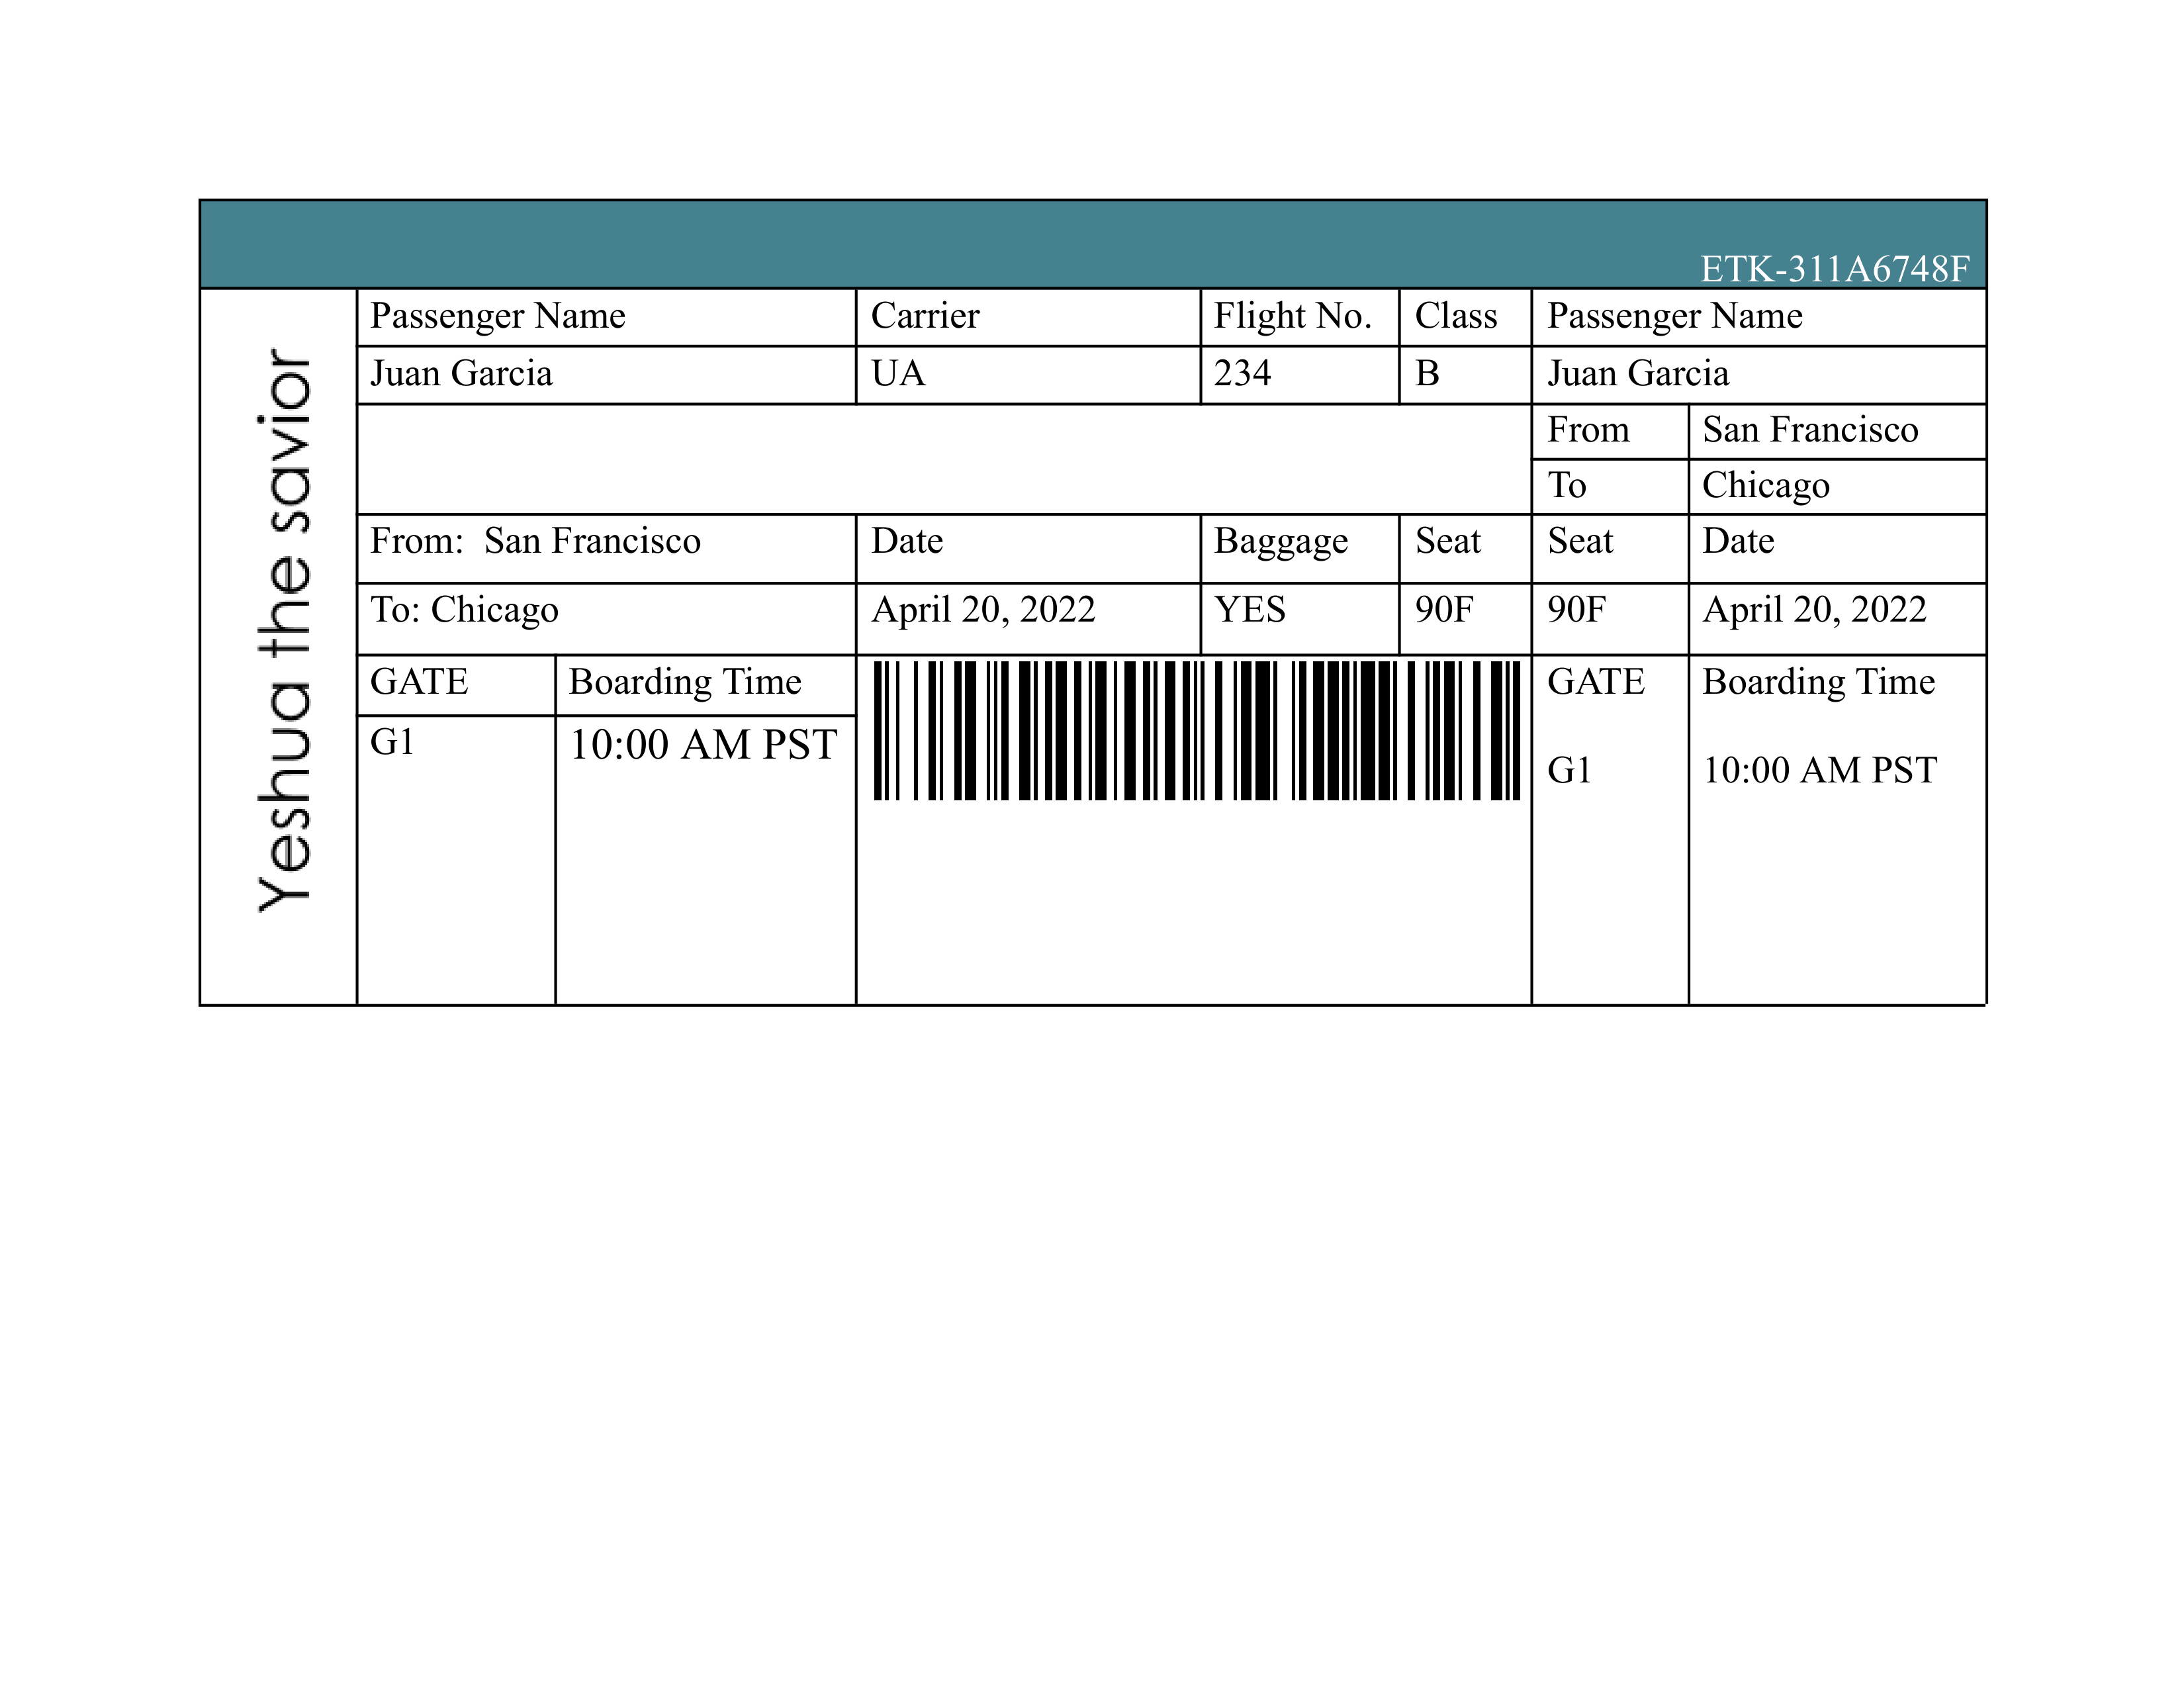 ETK-311A6748F
Yeshua the savior
Passenger Name Carrier Flight No. Class Passenger Name
Juan Garcia UA 234 B Juan Garcia
From San Francisco
To Chicago
From: San Francisco Date Baggage Seat Seat Date
To: Chicago April 20, 2022 YES 90F 90F April 20, 2022
GATE Boarding Time GATE Boarding Time
G1 10:00 AM PST G1 10:00 AM PST